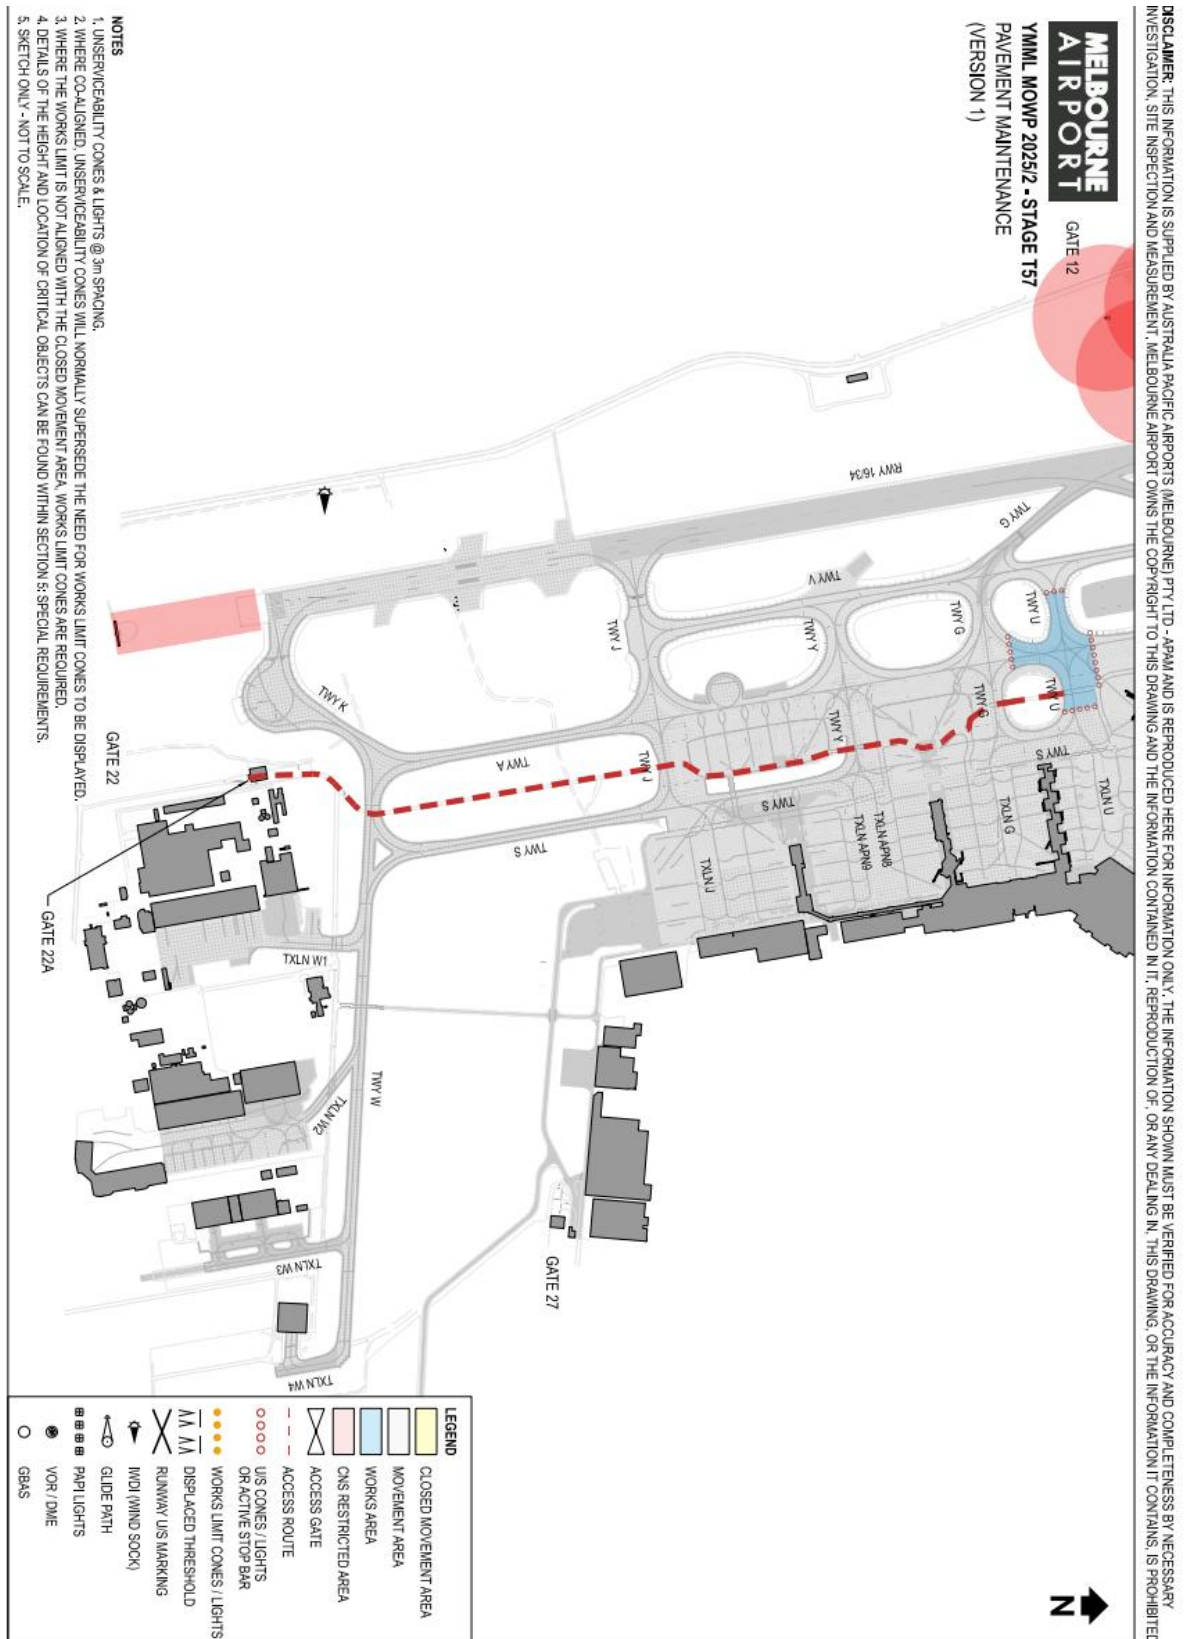 DISCLAIMER: THIS INFORMATION IS SUPPLIED BY AUSTRALIA PACIFIC AIRPORTS (MELBOURNE) PTY LTD - APAM AND IS REPRODUCED HERE FOR INFORMATION ONLY. THE INFORMATION SHOWN MUST BE VERIFIED FOR ACCURACY AND COMPLETENESS BY NECESSARY
INVESTIGATION, SITE INSPECTION AND MEASUREMENT. MELBOURNE AIRPORT OWNS THE COPYRIGHT TO THIS DRAWING AND THE INFORMATION CONTAINED IN IT. REPRODUCTION OF, OR ANY DEALING IN, THIS DRAWING, OR THE INFORMATION IT CONTAINS, IS PROHIBITED
MELBOURNE
AIRPORT
YMML MOWP 2025/2 - STAGE T57
PAVEMENT MAINTENANCE
(VERSION 1)
GATE 12
RWY 16/34
TWY G
TWY V
TWY U
TWY G
TWY Y
TWY J
TWY K
TWY U
TWY G
TWY Y
TWY J
TWY A
TWY S
TWY S
TWY S
TXLN U
TXLN G
TXLN APN8
TXLN APN9
TXLN J
GATE 22
GATE 22A
TXLN W1
TWY W
TXLN W2
TXLN W3
TXLN W4
GATE 27
N
NOTES
1. UNSERVICEABILITY CONES & LIGHTS @ 3m SPACING.
2. WHERE CO-ALIGNED, UNSERVICEABILITY CONES WILL NORMALLY SUPERSEDE THE NEED FOR WORKS LIMIT CONES TO BE DISPLAYED.
3. WHERE THE WORKS LIMIT IS NOT ALIGNED WITH THE CLOSED MOVEMENT AREA, WORKS LIMIT CONES ARE REQUIRED.
4. DETAILS OF THE HEIGHT AND LOCATION OF CRITICAL OBJECTS CAN BE FOUND WITHIN SECTION 5: SPECIAL REQUIREMENTS.
5. SKETCH ONLY - NOT TO SCALE.
LEGEND
CLOSED MOVEMENT AREA
MOVEMENT AREA
WORKS AREA
CNS RESTRICTED AREA
ACCESS GATE
ACCESS ROUTE
U/S CONES / LIGHTS
OR ACTIVE STOP BAR
WORKS LIMIT CONES / LIGHTS
DISPLACED THRESHOLD
RUNWAY U/S MARKING
IWDI (WIND SOCK)
GLIDE PATH
PAPI LIGHTS
VOR / DME
GBAS